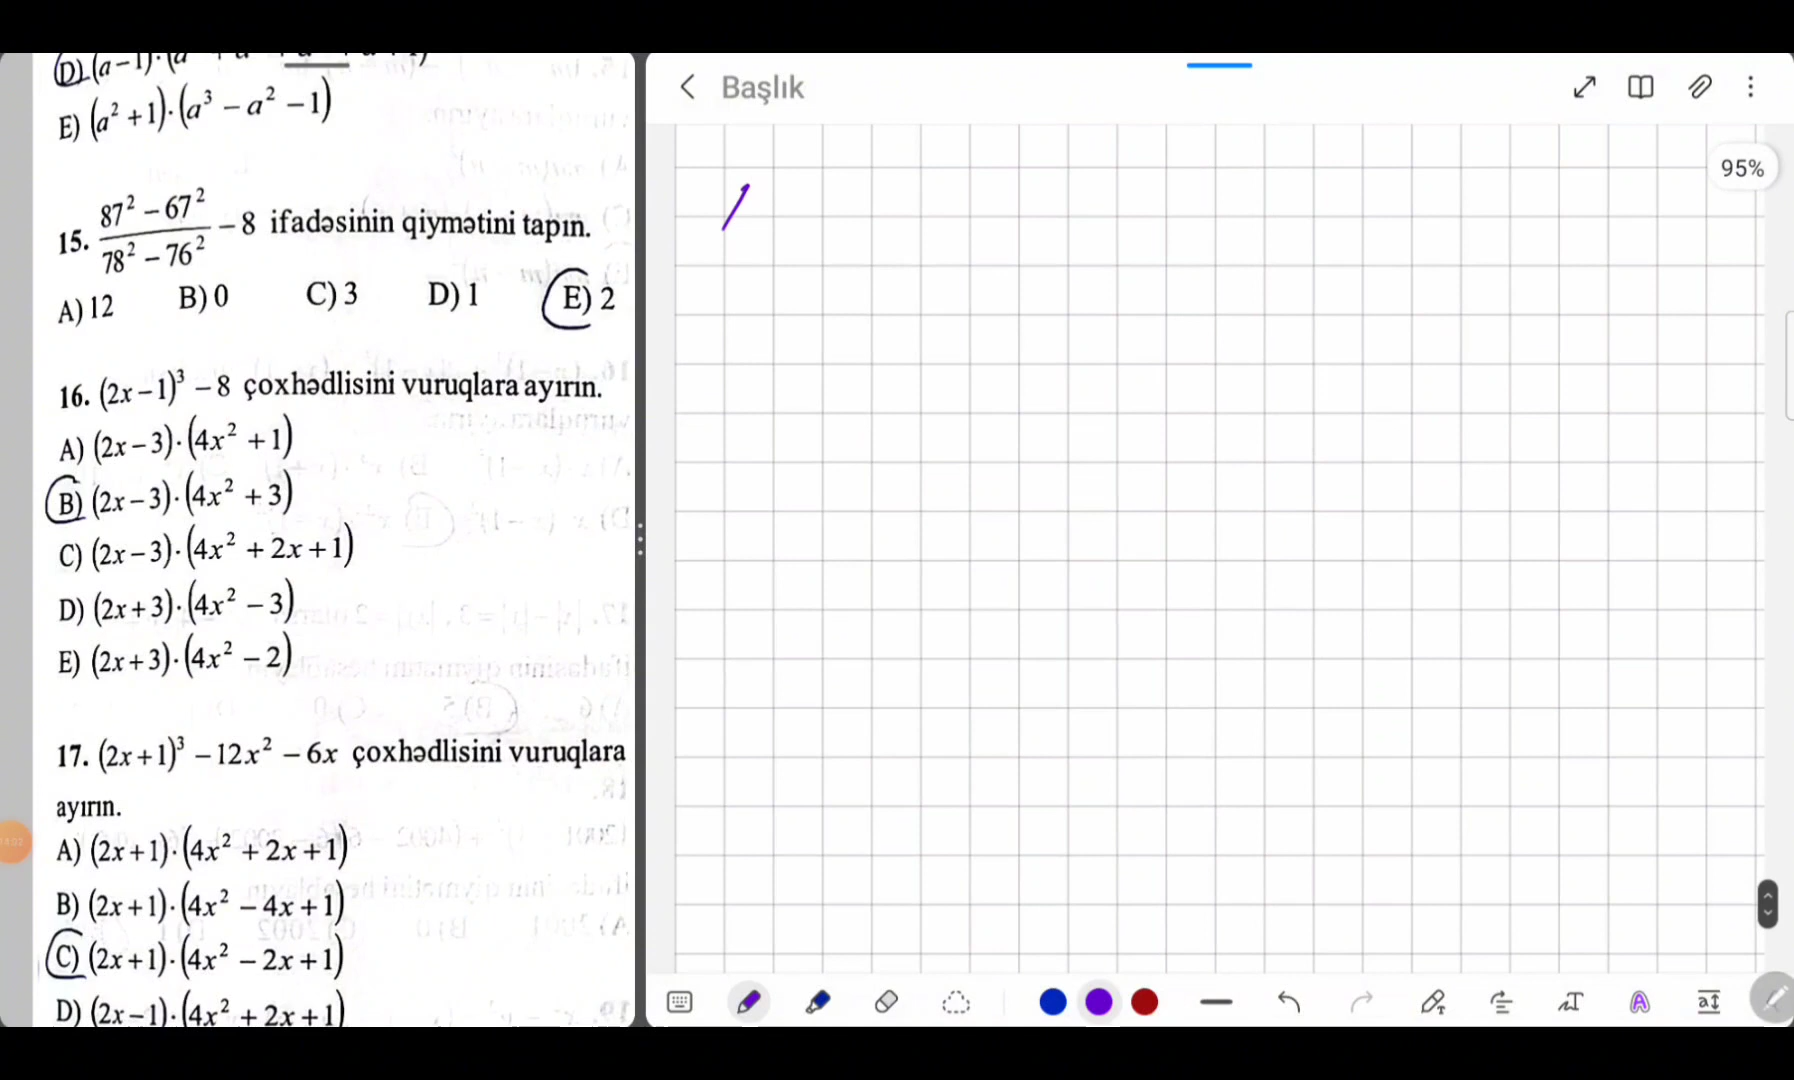 E) (a² + 1)·(a³ − a² − 1)
15. (87² − 67²)/(78² − 76²) − 8 ifadəsinin qiymətini tapın.
A) 12 B) 0 C) 3 D) 1 E) 2
16. (2x − 1)³ − 8 çoxhədlisini vuruqlara ayırın.
A) (2x − 3)·(4x² + 1)
B) (2x − 3)·(4x² + 3)
C) (2x − 3)·(4x² + 2x + 1)
D) (2x + 3)·(4x² − 3)
E) (2x + 3)·(4x² − 2)
17. (2x + 1)³ − 12x² − 6x çoxhədlisini vuruqlara
ayırın.
A) (2x + 1)·(4x² + 2x + 1)
B) (2x + 1)·(4x² − 4x + 1)
C) (2x + 1)·(4x² − 2x + 1)
D) (2x − 1)·(4x² + 2x + 1)
Başlık
95%